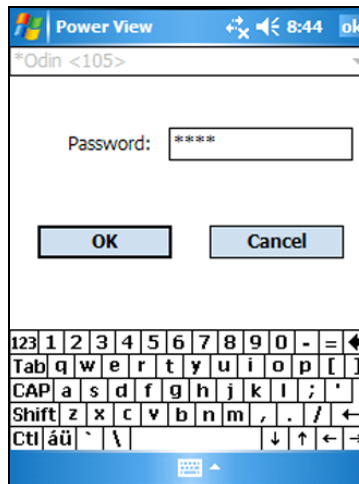 Power View 8:44 ok
*Odin <105>
Password: ****
OK Cancel
123 1 2 3 4 5 6 7 8 9 0 - =
Tab q w e r t y u i o p [ ]
CAP a s d f g h j k l ; '
Shift z x c v b n m , . /
Ctl áü ` \